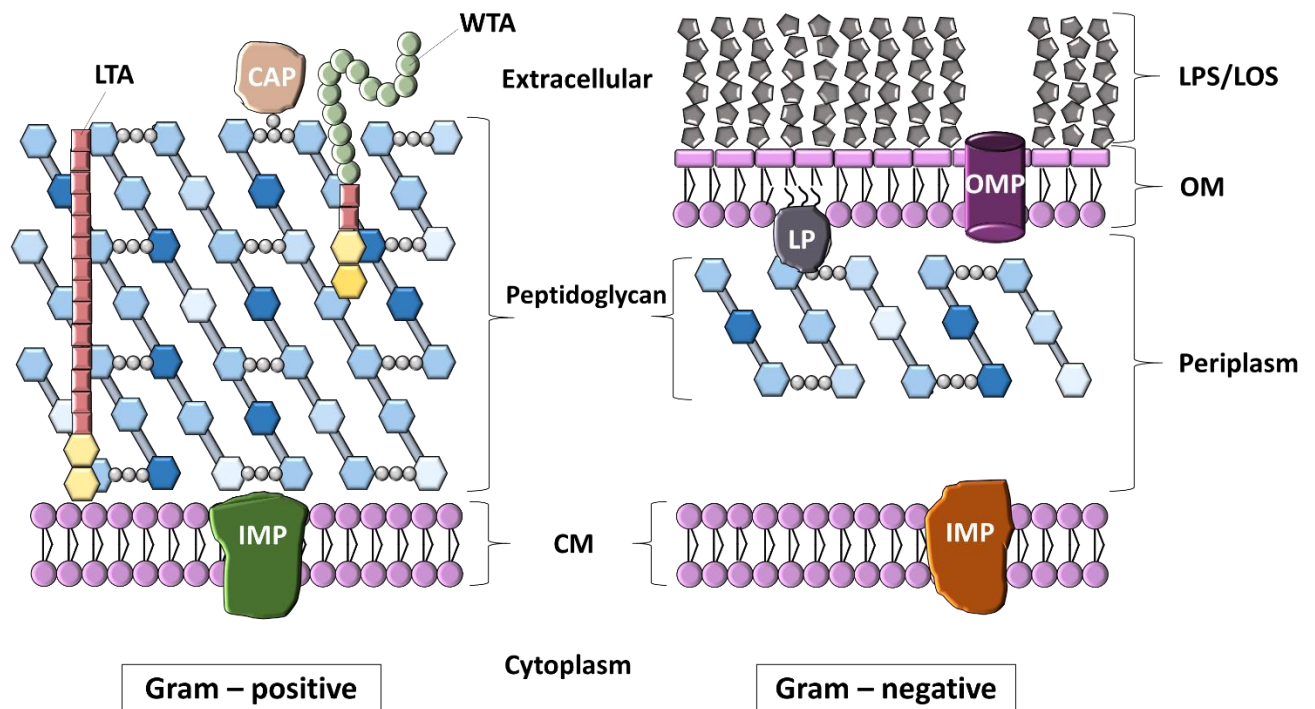 WTA
LTA
CAP
Extracellular
LPS/LOS
OMP
OM
LP
Peptidoglycan
Periplasm
IMP
CM
IMP
Cytoplasm
Gram – positive
Gram – negative